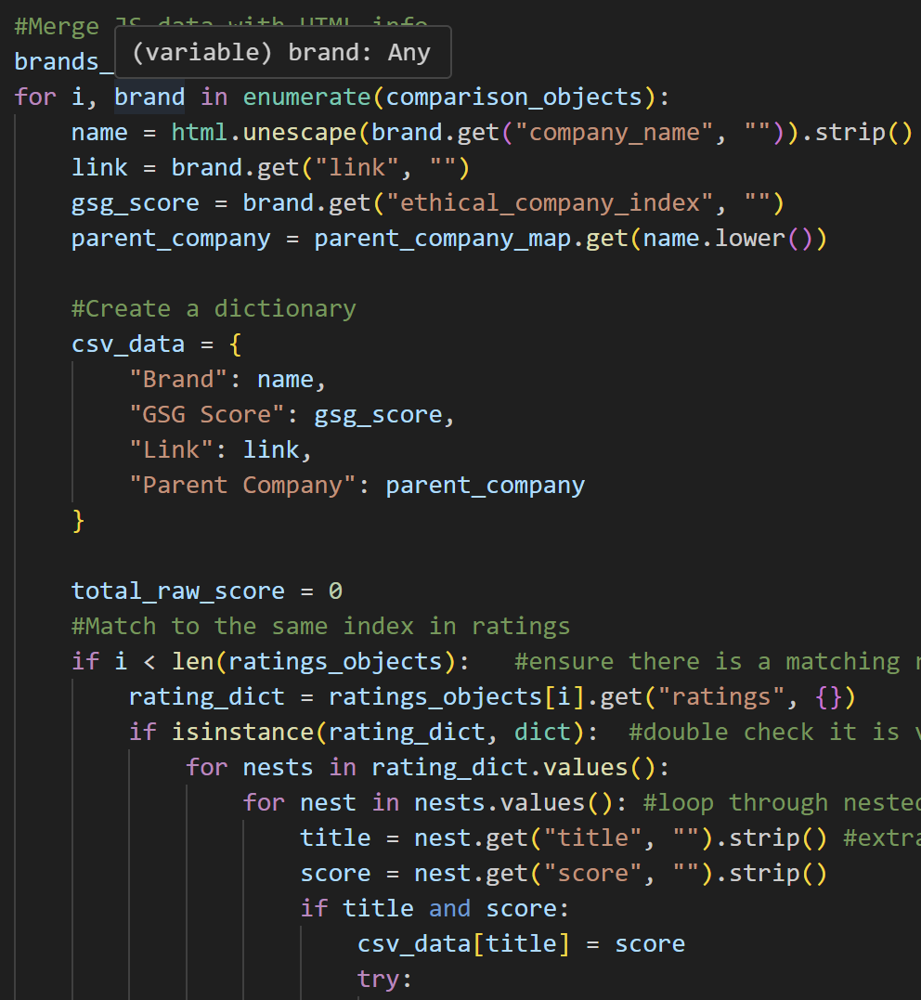 #Merge JS data with HTML info
(variable) brand: Any
brands_
for i, brand in enumerate(comparison_objects):
    name = html.unescape(brand.get("company_name", "")).strip()
    link = brand.get("link", "")
    gsg_score = brand.get("ethical_company_index", "")
    parent_company = parent_company_map.get(name.lower())
    #Create a dictionary
    csv_data = {
        "Brand": name,
        "GSG Score": gsg_score,
        "Link": link,
        "Parent Company": parent_company
    }
    total_raw_score = 0
    #Match to the same index in ratings
    if i < len(ratings_objects):   #ensure there is a matching
        rating_dict = ratings_objects[i].get("ratings", {})
        if isinstance(rating_dict, dict):  #double check it is
            for nests in rating_dict.values():
                for nest in nests.values(): #loop through nested
                    title = nest.get("title", "").strip() #extra
                    score = nest.get("score", "").strip()
                    if title and score:
                        csv_data[title] = score
                        try: